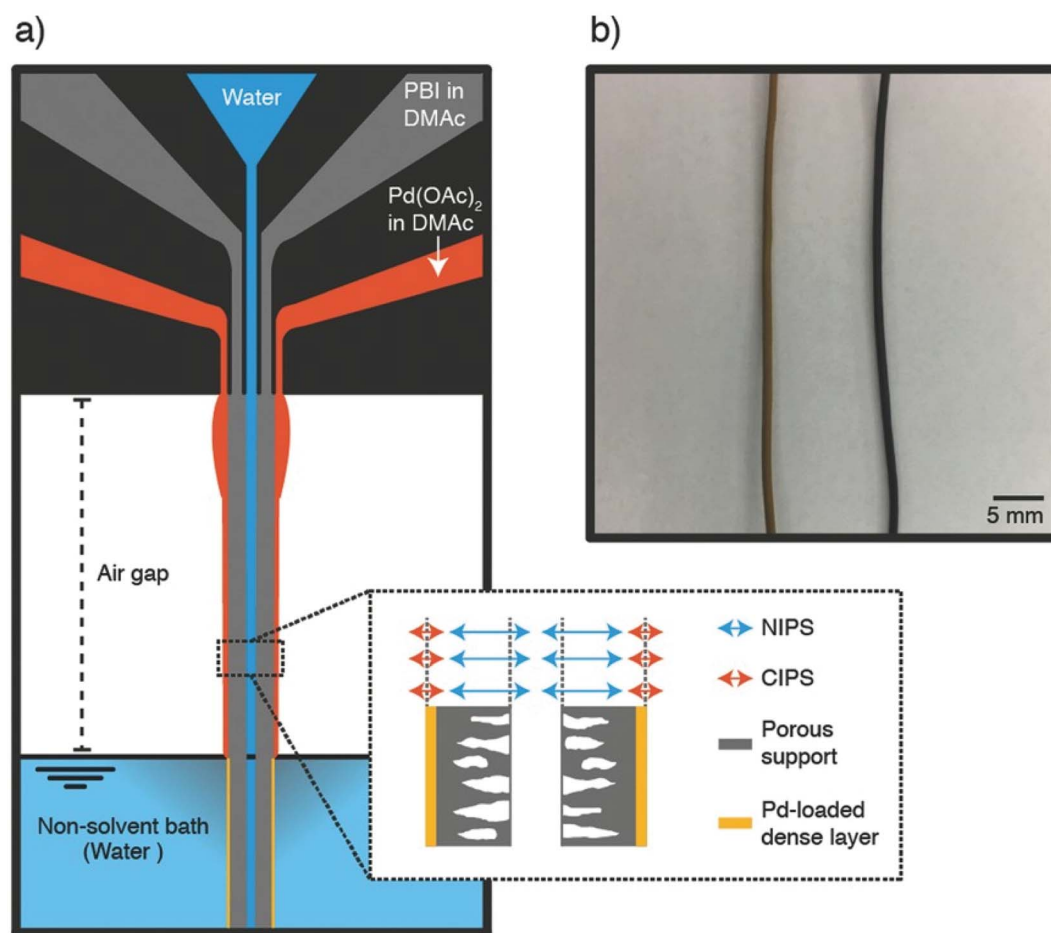 a)
Water
PBI in
DMAc
Pd(OAc)₂
in DMAc
Air gap
Non-solvent bath
(Water )
NIPS
CIPS
Porous
support
Pd-loaded
dense layer
b)
5 mm